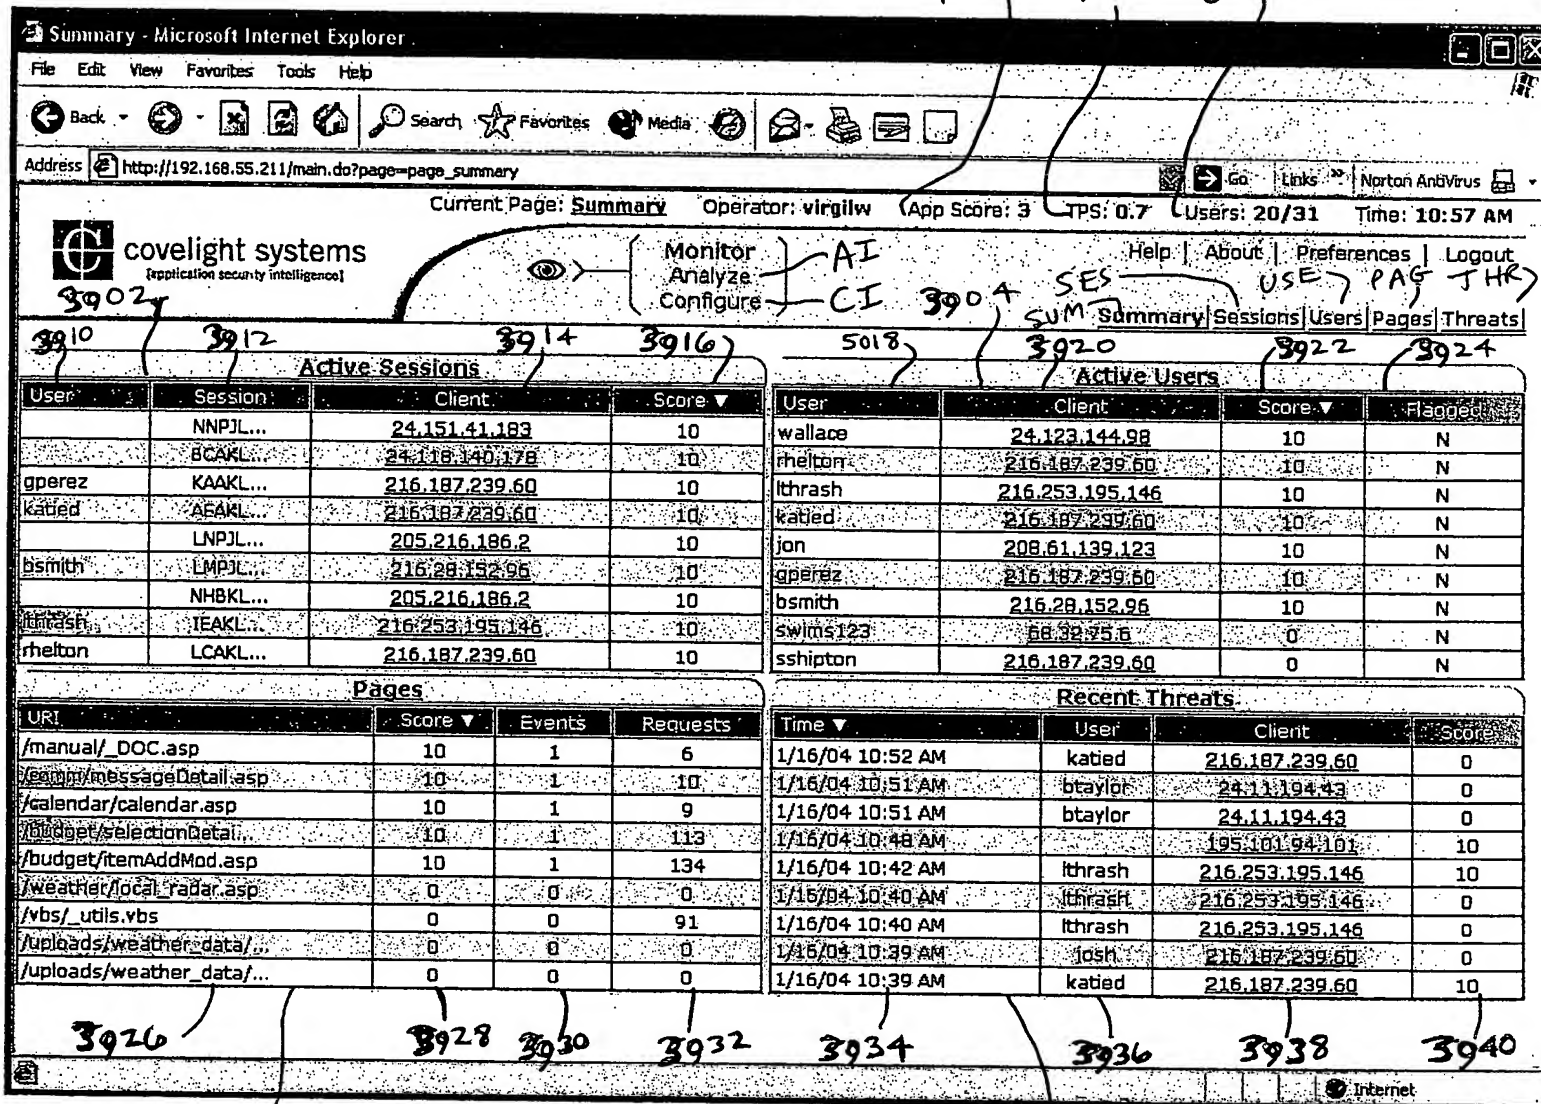 Summary - Microsoft Internet Explorer
File Edit View Favorites Tools Help
Back Search Favorites Media
Address http://192.168.55.211/main.do?page=page_summary Go Links » Norton AntiVirus
Current Page: Summary Operator: virgilw App Score: 3 TPS: 0.7 Users: 20/31 Time: 10:57 AM
covelight systems
[application security intelligence]
Monitor
Analyze AI
Configure CI
Help | About | Preferences | Logout
3902 3904 SES USE PAG THR
SUM Summary|Sessions|Users|Pages|Threats|
3910 3912 3914 3916 5018 3920 3922 3924
Active Sessions
User Session Client Score ▼
NNPJL... 24.151.41.183 10
BCAKL... 24.118.140.178 10
gperez KAAKL... 216.187.239.60 10
katied AEAKL... 216.187.239.60 10
LNPJL... 205.216.186.2 10
bsmith LMPJL... 216.28.152.96 10
NHBKL... 205.216.186.2 10
lthrash IEAKL... 216.253.195.146 10
rhelton LCAKL... 216.187.239.60 10
Active Users
User Client Score ▼ Flagged
wallace 24.123.144.98 10 N
rhelton 216.187.239.60 10 N
lthrash 216.253.195.146 10 N
katied 216.187.239.60 10 N
jon 208.61.139.123 10 N
gperez 216.187.239.60 10 N
bsmith 216.28.152.96 10 N
swims123 68.32.75.6 0 N
sshipton 216.187.239.60 0 N
Pages
URI Score ▼ Events Requests
/manual/_DOC.asp 10 1 6
/comm/messageDetail.asp 10 1 10
/calendar/calendar.asp 10 1 9
/budget/selectionDetai... 10 1 113
/budget/itemAddMod.asp 10 1 134
/weather/local_radar.asp 0 0 0
/vbs/_utils.vbs 0 0 91
/uploads/weather_data/... 0 0 0
/uploads/weather_data/... 0 0 0
Recent Threats
Time ▼ User Client Score
1/16/04 10:52 AM katied 216.187.239.60 0
1/16/04 10:51 AM btaylor 24.11.194.43 0
1/16/04 10:51 AM btaylor 24.11.194.43 0
1/16/04 10:48 AM 195.101.94.101 10
1/16/04 10:42 AM lthrash 216.253.195.146 10
1/16/04 10:40 AM lthrash 216.253.195.146 0
1/16/04 10:40 AM lthrash 216.253.195.146 0
1/16/04 10:39 AM josh 216.187.239.60 0
1/16/04 10:39 AM katied 216.187.239.60 10
3926 3928 3930 3932 3934 3936 3938 3940
Internet